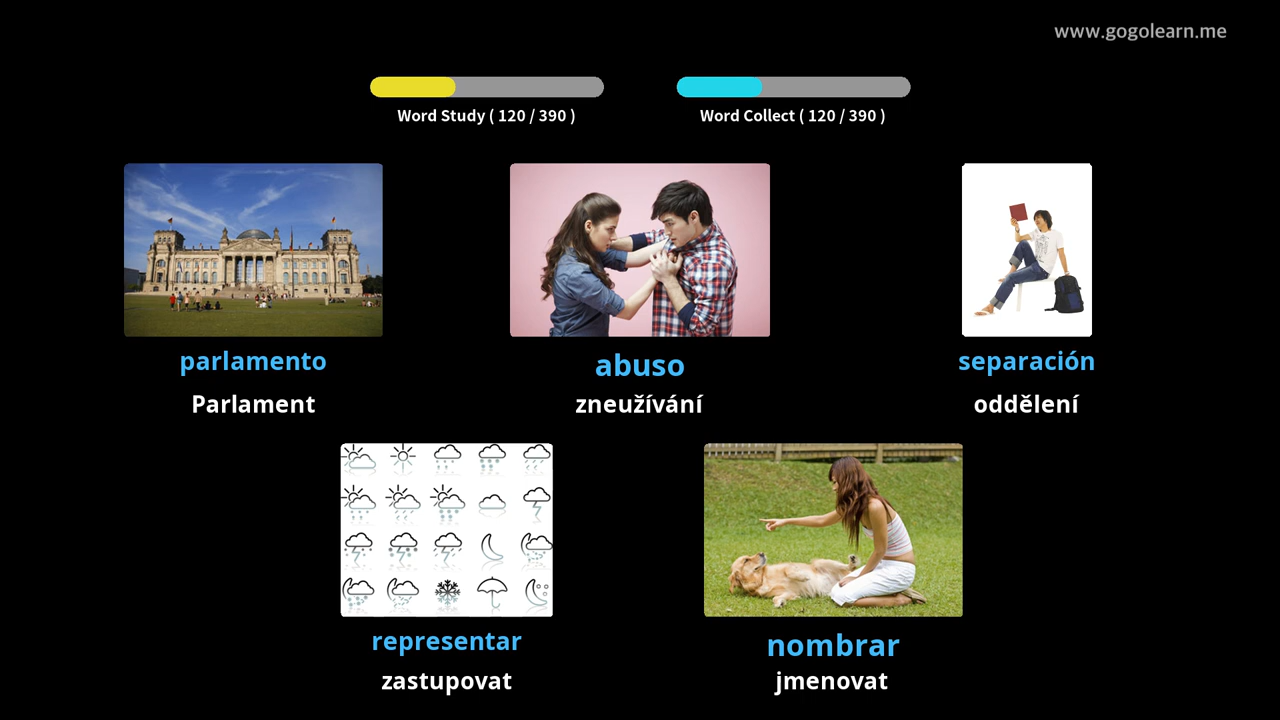 www.gogolearn.me
Word Study ( 120 / 390 )
Word Collect ( 120 / 390 )
parlamento
Parlament
abuso
zneužívání
separación
oddělení
representar
zastupovat
nombrar
jmenovat